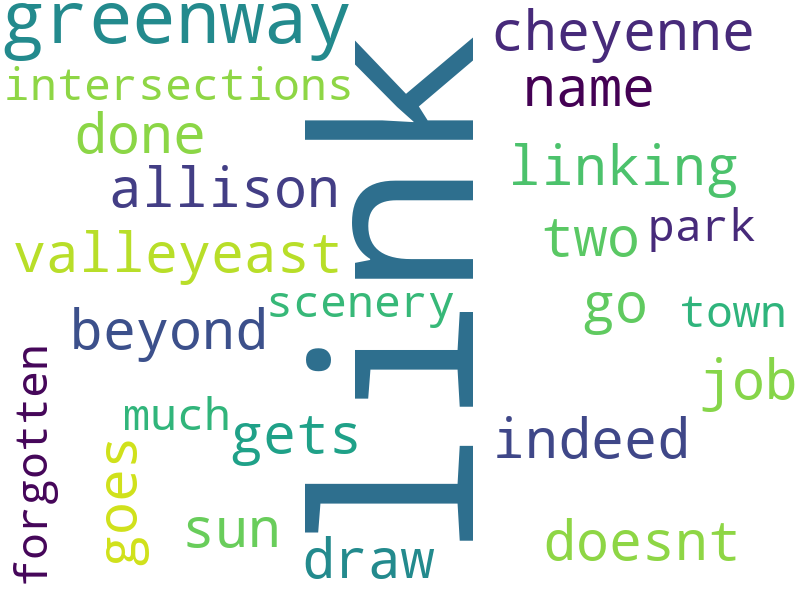 greenway
cheyenne
intersections
name
done
link
linking
allison
two
park
valleyeast
scenery
go
town
beyond
job
forgotten
much
gets
indeed
goes
sun
draw
doesnt